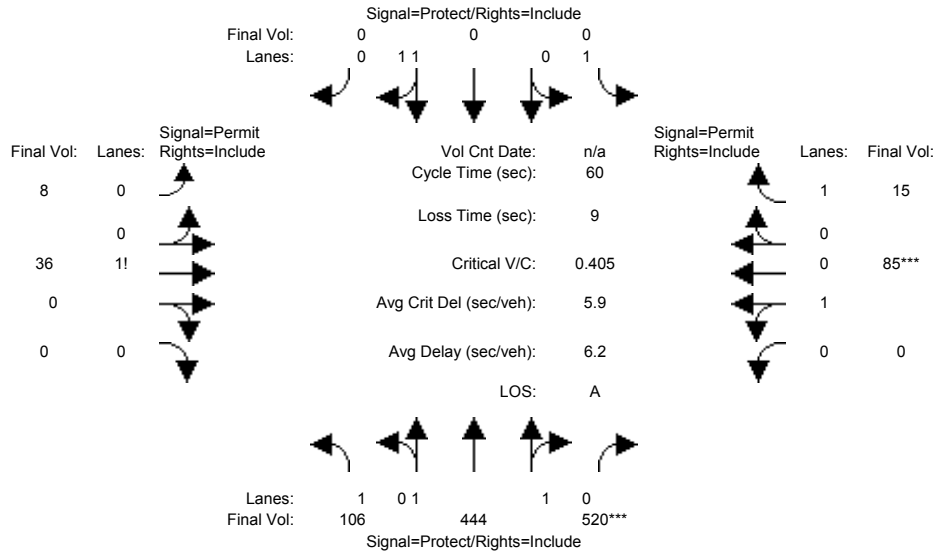 Signal=Protect/Rights=Include
Final Vol: 0 0 0
Lanes: 0 1 1 0 1
Signal=Permit
Final Vol: Lanes: Rights=Include
Vol Cnt Date: n/a
Signal=Permit
Rights=Include Lanes: Final Vol:
Cycle Time (sec): 60
8 0 1 15
Loss Time (sec): 9
0 0
36 1! Critical V/C: 0.405 0 85***
0 Avg Crit Del (sec/veh): 5.9 1
0 0 Avg Delay (sec/veh): 6.2 0 0
LOS: A
Lanes: 1 0 1 1 0
Final Vol: 106 444 520***
Signal=Protect/Rights=Include